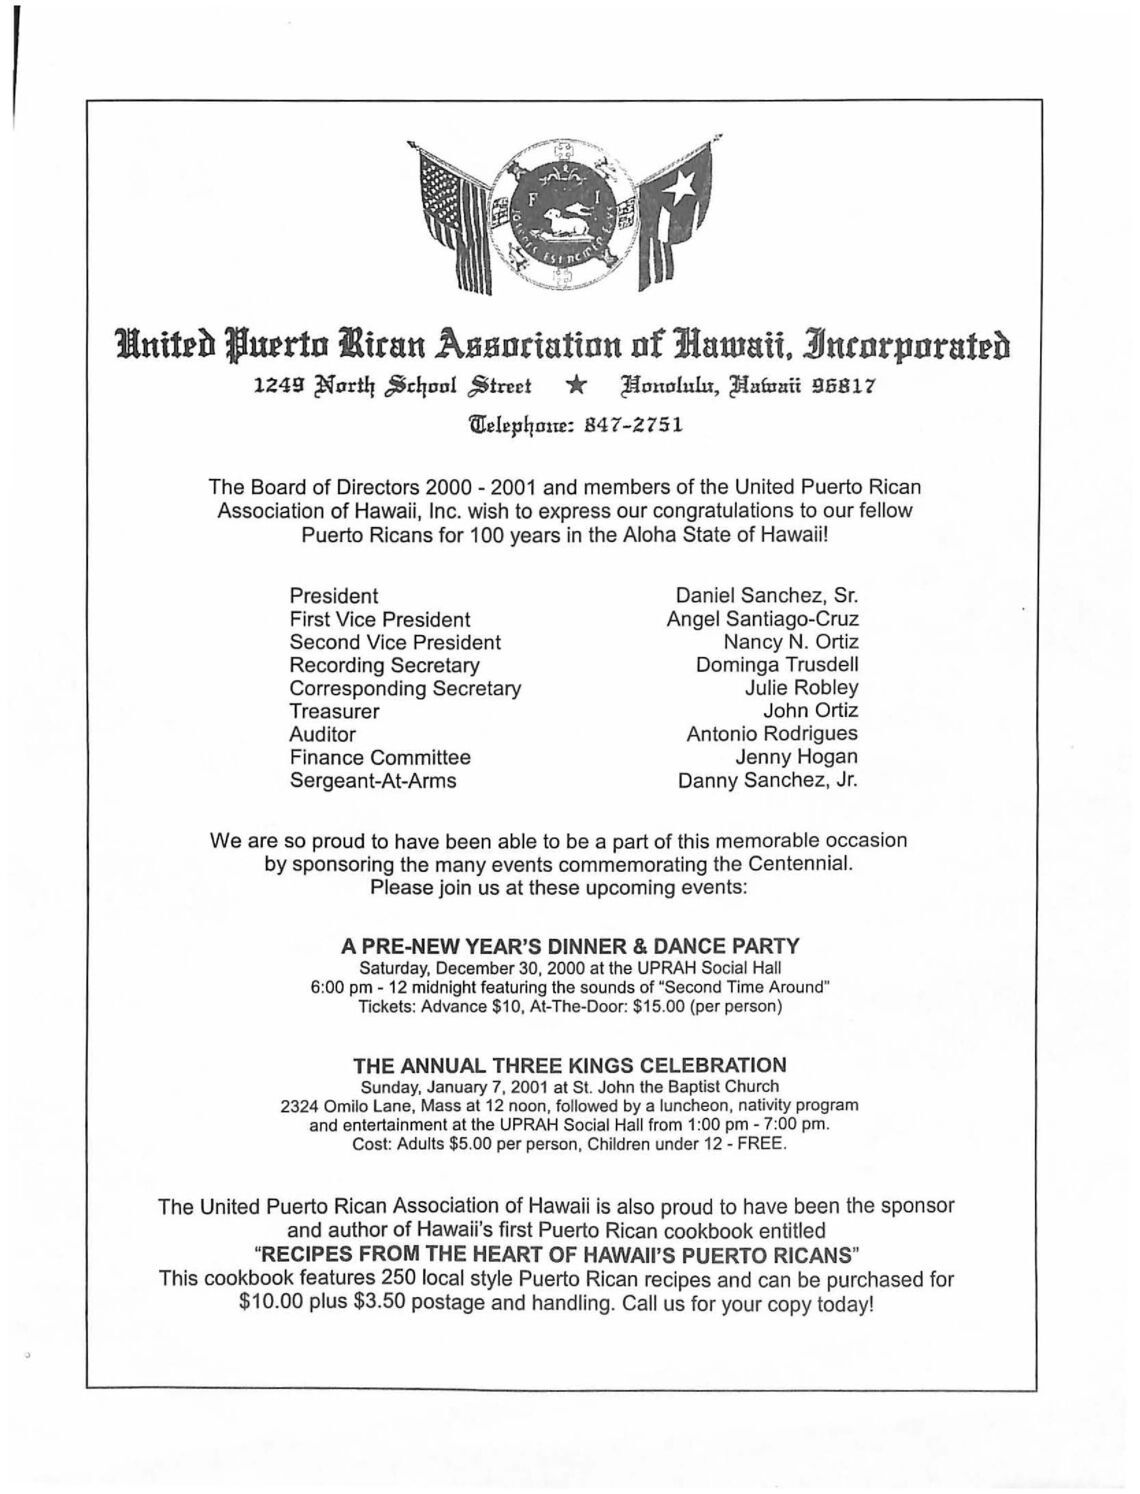 F I
United Puerto Rican Association of Hawaii, Incorporated
1249 North School Street ★ Honolulu, Hawaii 96817
Telephone: 847-2751
The Board of Directors 2000 - 2001 and members of the United Puerto Rican
Association of Hawaii, Inc. wish to express our congratulations to our fellow
Puerto Ricans for 100 years in the Aloha State of Hawaii!
President Daniel Sanchez, Sr.
First Vice President Angel Santiago-Cruz
Second Vice President Nancy N. Ortiz
Recording Secretary Dominga Trusdell
Corresponding Secretary Julie Robley
Treasurer John Ortiz
Auditor Antonio Rodrigues
Finance Committee Jenny Hogan
Sergeant-At-Arms Danny Sanchez, Jr.
We are so proud to have been able to be a part of this memorable occasion
by sponsoring the many events commemorating the Centennial.
Please join us at these upcoming events:
A PRE-NEW YEAR'S DINNER & DANCE PARTY
Saturday, December 30, 2000 at the UPRAH Social Hall
6:00 pm - 12 midnight featuring the sounds of "Second Time Around"
Tickets: Advance $10, At-The-Door: $15.00 (per person)
THE ANNUAL THREE KINGS CELEBRATION
Sunday, January 7, 2001 at St. John the Baptist Church
2324 Omilo Lane, Mass at 12 noon, followed by a luncheon, nativity program
and entertainment at the UPRAH Social Hall from 1:00 pm - 7:00 pm.
Cost: Adults $5.00 per person, Children under 12 - FREE.
The United Puerto Rican Association of Hawaii is also proud to have been the sponsor
and author of Hawaii's first Puerto Rican cookbook entitled
"RECIPES FROM THE HEART OF HAWAII'S PUERTO RICANS"
This cookbook features 250 local style Puerto Rican recipes and can be purchased for
$10.00 plus $3.50 postage and handling. Call us for your copy today!